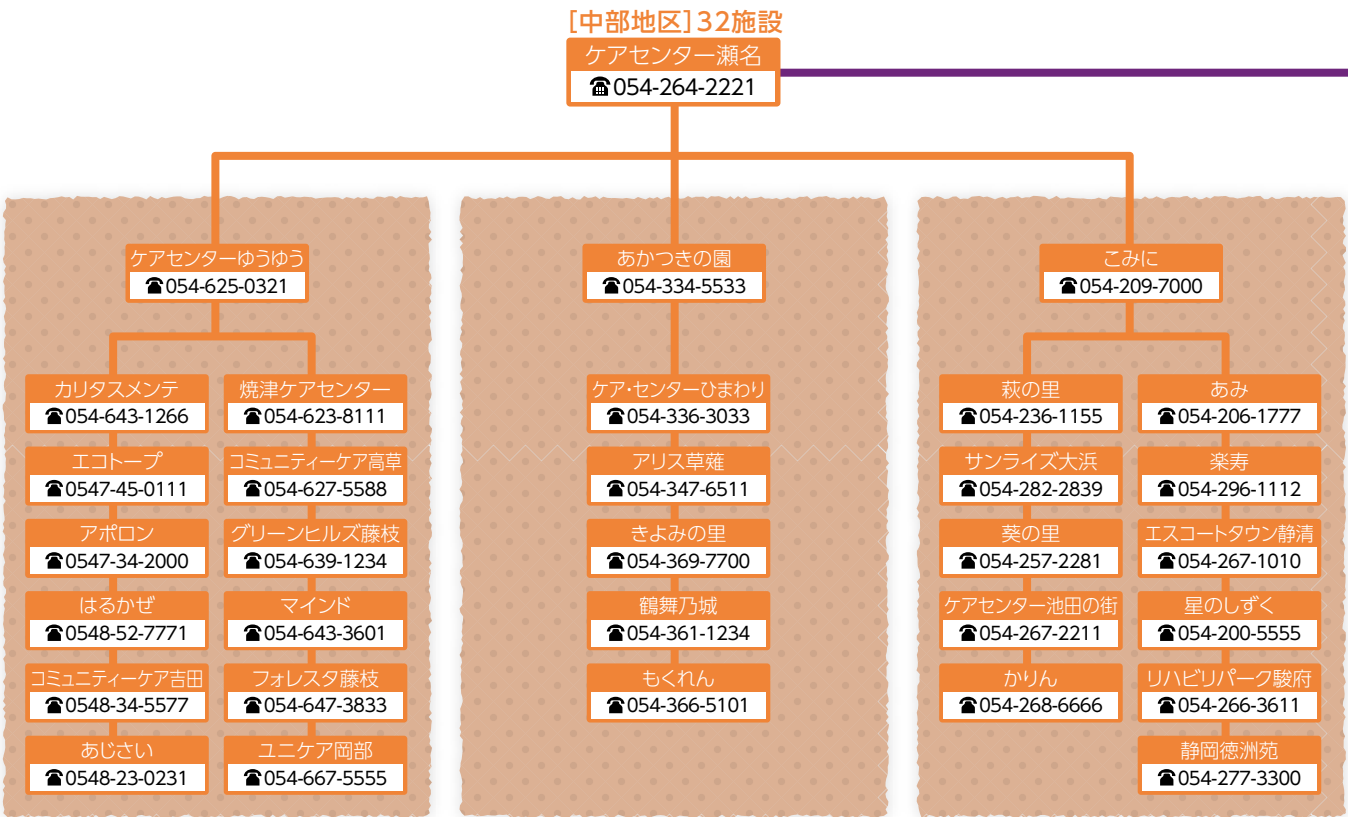 [中部地区]32施設
ケアセンター瀬名
☎054-264-2221
ケアセンターゆうゆう
☎054-625-0321
カリタスメンテ
☎054-643-1266
エコトープ
☎0547-45-0111
アポロン
☎0547-34-2000
はるかぜ
☎0548-52-7771
コミュニティーケア吉田
☎0548-34-5577
あじさい
☎0548-23-0231
焼津ケアセンター
☎054-623-8111
コミュニティーケア高草
☎054-627-5588
グリーンヒルズ藤枝
☎054-639-1234
マインド
☎054-643-3601
フォレスタ藤枝
☎054-647-3833
ユニケア岡部
☎054-667-5555
あかつきの園
☎054-334-5533
ケア・センターひまわり
☎054-336-3033
アリス草薙
☎054-347-6511
きよみの里
☎054-369-7700
鶴舞乃城
☎054-361-1234
もくれん
☎054-366-5101
こみに
☎054-209-7000
萩の里
☎054-236-1155
サンライズ大浜
☎054-282-2839
葵の里
☎054-257-2281
ケアセンター池田の街
☎054-267-2211
かりん
☎054-268-6666
あみ
☎054-206-1777
楽寿
☎054-296-1112
エスコートタウン静清
☎054-267-1010
星のしずく
☎054-200-5555
リハビリパーク駿府
☎054-266-3611
静岡徳洲苑
☎054-277-3300